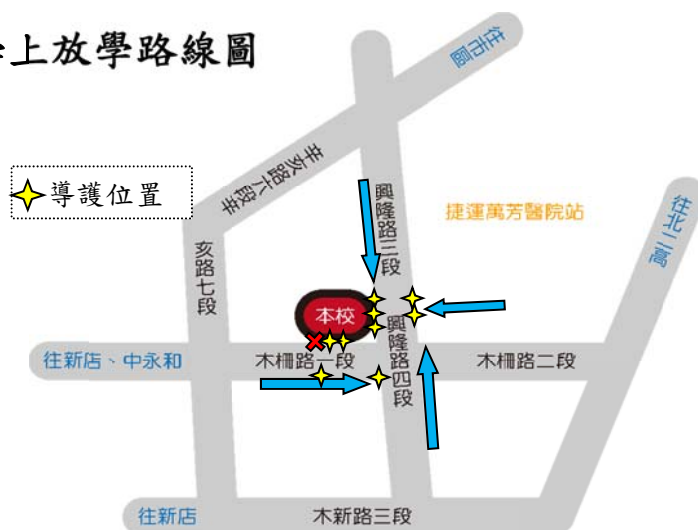 上放學路線圖
往市區
辛亥路六段辛
導護位置
興隆路三段
捷運萬芳醫院站
往北二高
亥路七段
本校
興隆路四段
往新店、中永和
木柵路一段
木柵路二段
往新店
木新路三段